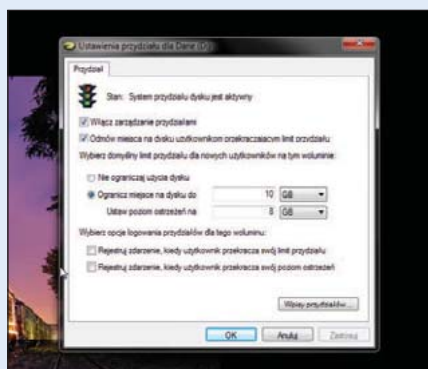 Ustawienia przydziału dla Dane (D:)
Przydział
Stan: System przydziału dysku jest aktywny
Włącz zarządzanie przydziałami
Odmów miejsca na dysku użytkownikom przekraczającym limit przydziału
Wybierz domyślny limit przydziału dla nowych użytkowników na tym woluminie:
Nie ograniczaj użycia dysku
Ogranicz miejsce na dysku do 10 GB
Ustaw poziom ostrzeżeń na 8 GB
Wybierz opcje logowania przydziałów dla tego woluminu:
Rejestruj zdarzenie, kiedy użytkownik przekracza swój limit przydziału
Rejestruj zdarzenie, kiedy użytkownik przekracza swój poziom ostrzeżeń
Wpisy przydziałów...
OK Anuluj Zastosuj